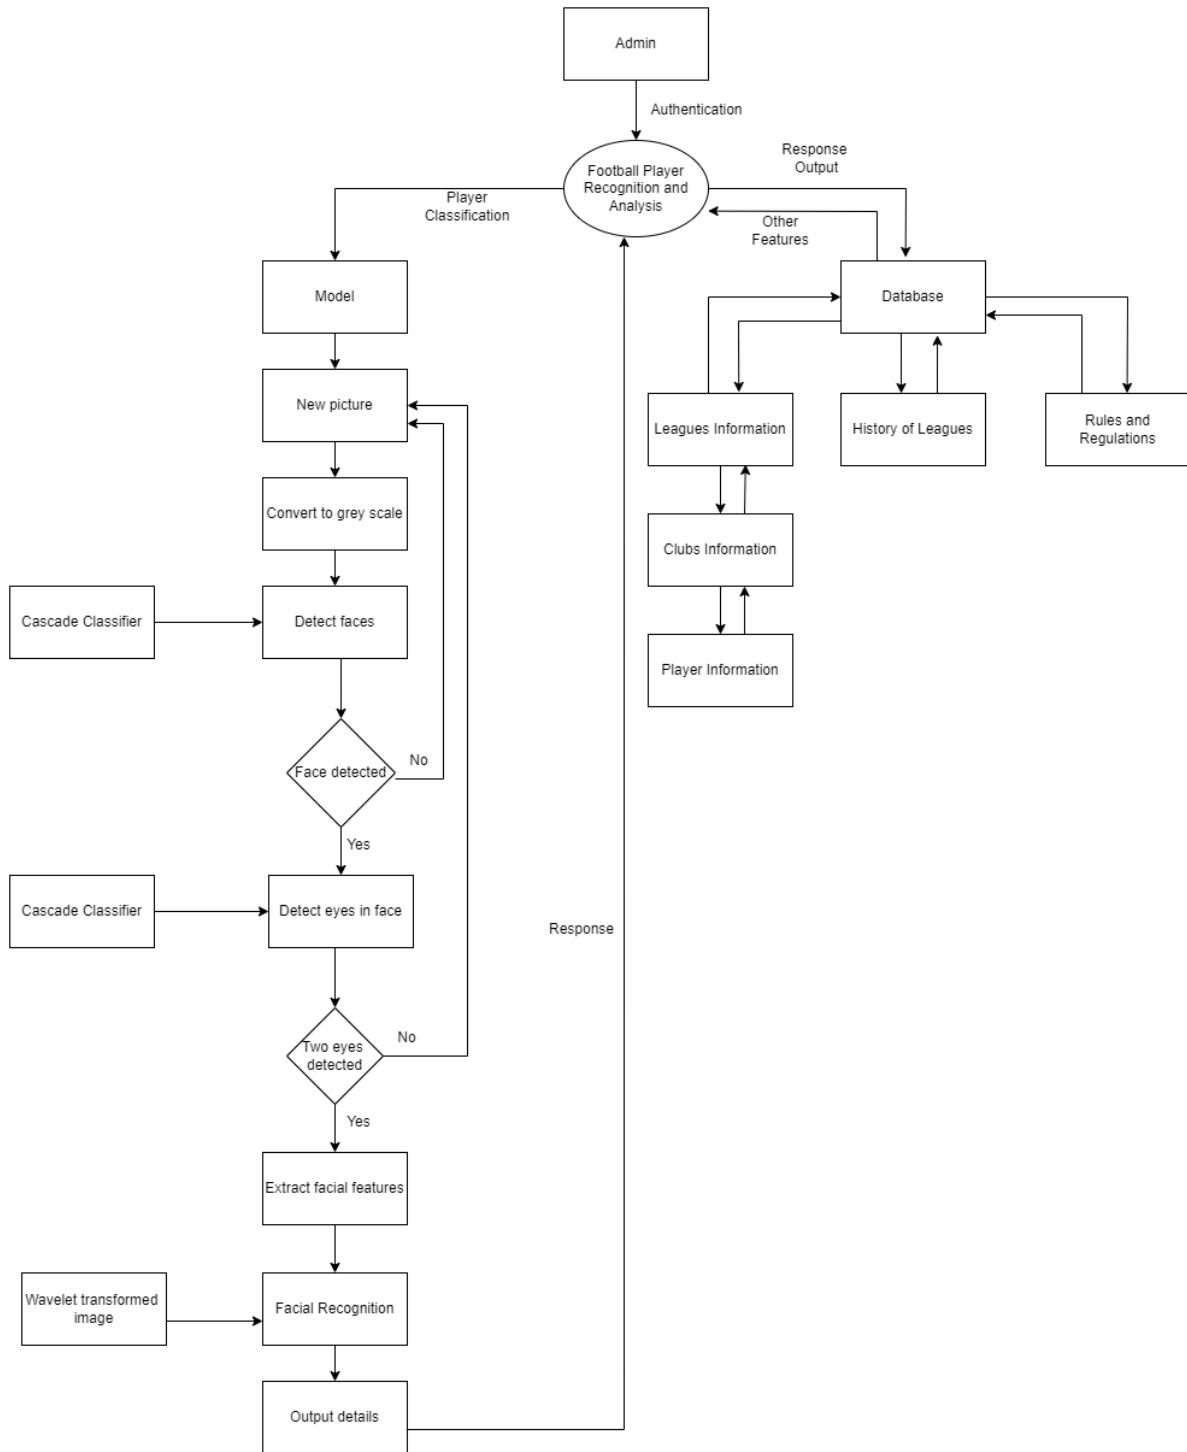 Admin
Authentication
Football Player
Recognition and
Analysis
Response
Output
Player
Classification
Other
Features
Model
Database
New picture
Leagues Information
History of Leagues
Rules and
Regulations
Convert to grey scale
Clubs Information
Cascade Classifier
Detect faces
Player Information
Face detected
No
Yes
Cascade Classifier
Detect eyes in face
Response
Two eyes
detected
No
Yes
Extract facial features
Wavelet transformed
image
Facial Recognition
Output details